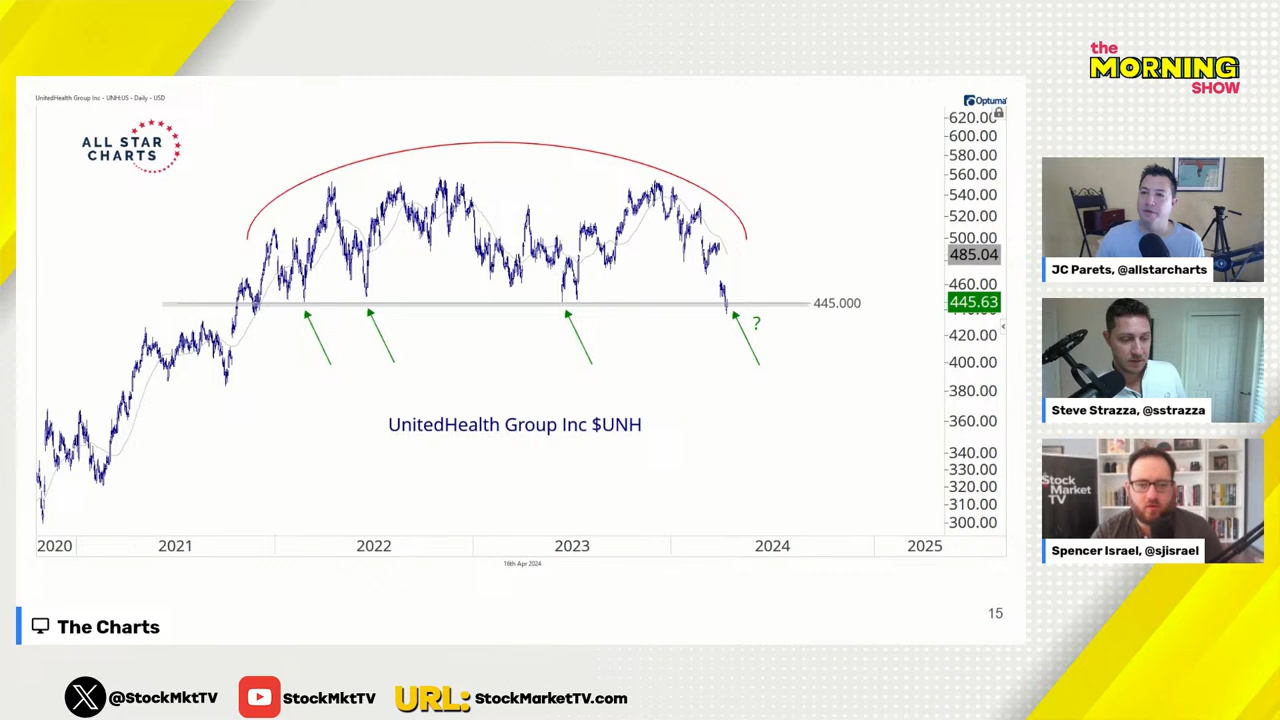 the
MORNING
SHOW
UnitedHealth Group Inc - UNH:US - Daily - USD
Optuma
ALL STAR
CHARTS
620.00
600.00
580.00
560.00
540.00
520.00
500.00
485.04
460.00
445.63
420.00
400.00
380.00
360.00
340.00
330.00
320.00
310.00
300.00
445.000
?
UnitedHealth Group Inc $UNH
2020
2021
2022
2023
2024
2025
16th Apr 2024
15
The Charts
JC Parets, @allstarcharts
Steve Strazza, @sstrazza
Stock
Market
TV
Spencer Israel, @sjisrael
@StockMktTV
StockMktTV
URL: StockMarketTV.com